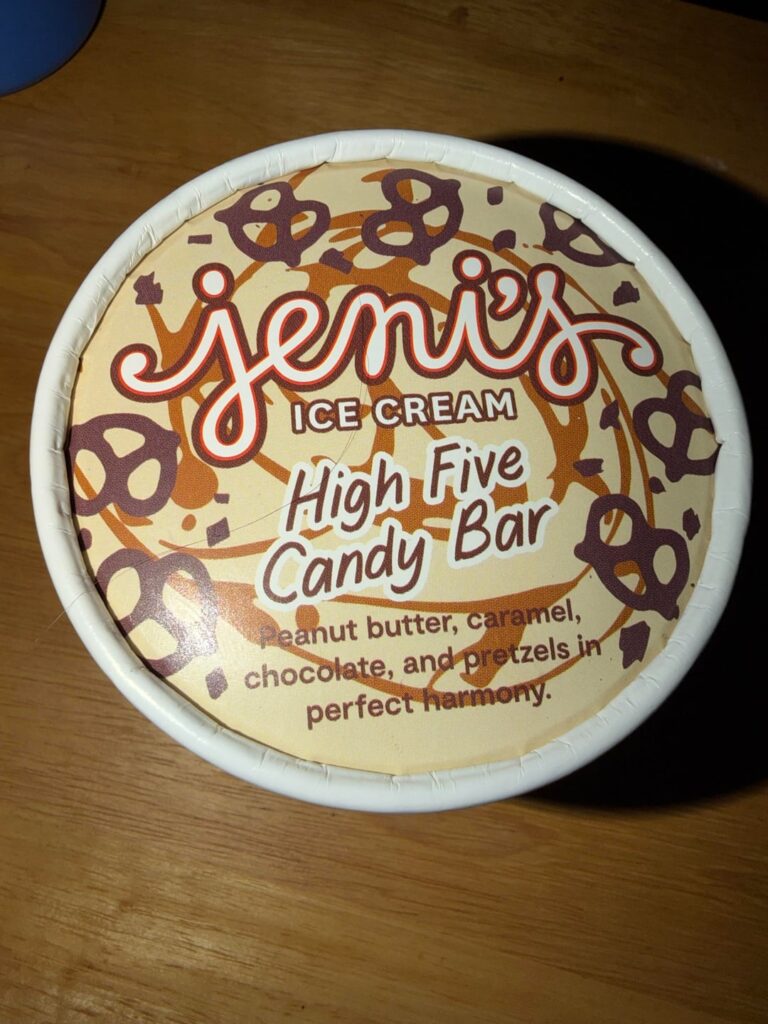 jeni's
ICE CREAM
High Five
Candy Bar
Peanut butter, caramel,
chocolate, and pretzels in
perfect harmony.